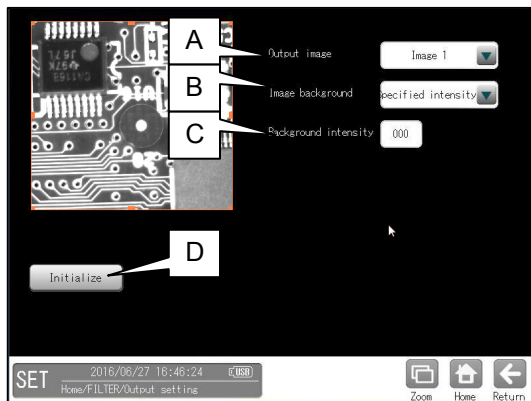 A
Output image
Image 1
B
Image background
pecified intensity
C
Background intensity
000
D
Initialize
SET
2016/06/27 16:46:24
USB
Home/FILTER/Output setting
Zoom
Home
Return